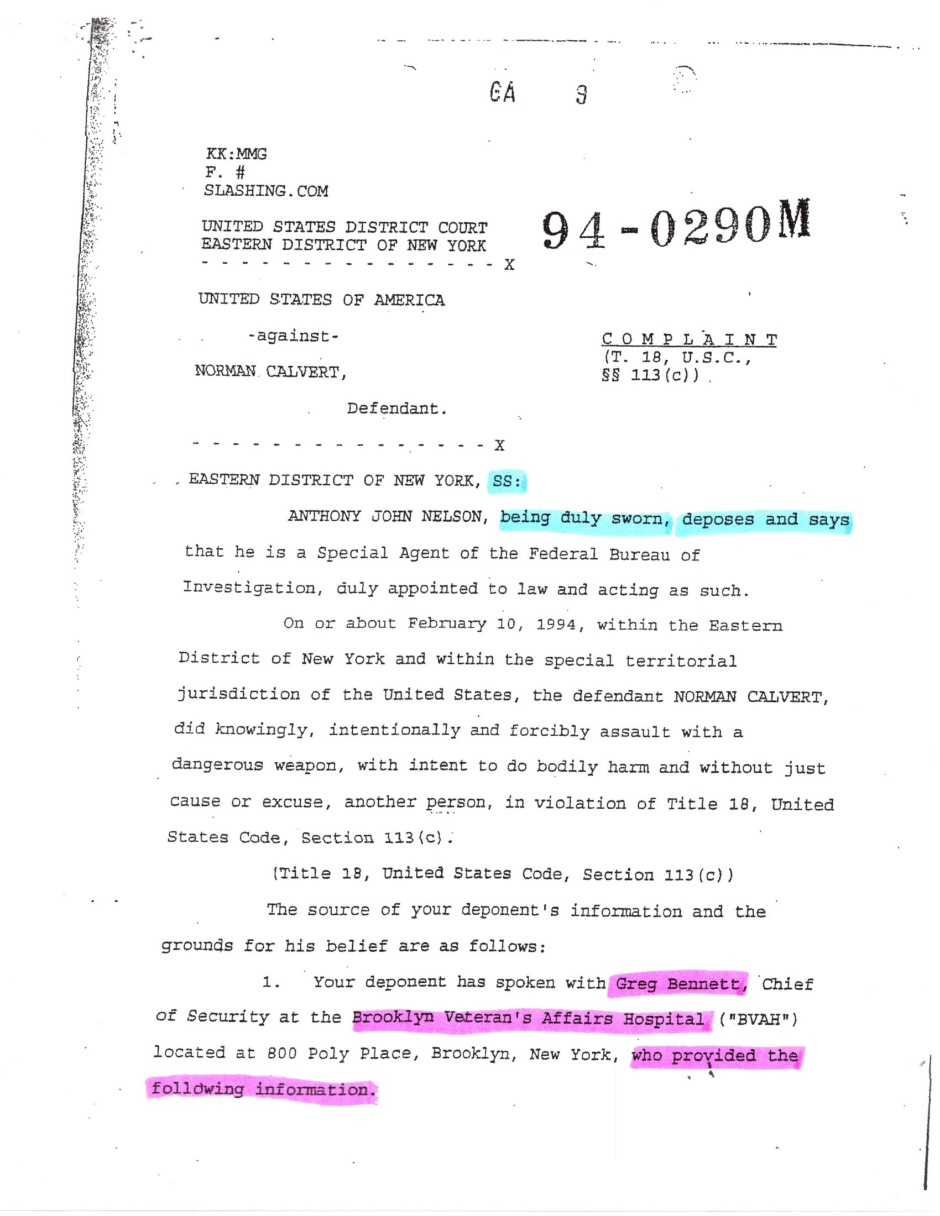 GA 9
KK:MMG
F. #
SLASHING.COM
UNITED STATES DISTRICT COURT
EASTERN DISTRICT OF NEW YORK
- - - - - - - - - - - - - - - X
94-0290M
UNITED STATES OF AMERICA
-against-
NORMAN CALVERT,
Defendant.
- - - - - - - - - - - - - - - X
C O M P L A I N T
(T. 18, U.S.C.,
§§ 113(c))
EASTERN DISTRICT OF NEW YORK, SS:
ANTHONY JOHN NELSON, being duly sworn, deposes and says
that he is a Special Agent of the Federal Bureau of
Investigation, duly appointed to law and acting as such.
On or about February 10, 1994, within the Eastern
District of New York and within the special territorial
jurisdiction of the United States, the defendant NORMAN CALVERT,
did knowingly, intentionally and forcibly assault with a
dangerous weapon, with intent to do bodily harm and without just
cause or excuse, another person, in violation of Title 18, United
States Code, Section 113(c).
(Title 18, United States Code, Section 113(c))
The source of your deponent's information and the
grounds for his belief are as follows:
1. Your deponent has spoken with Greg Bennett, Chief
of Security at the Brooklyn Veteran's Affairs Hospital ("BVAH")
located at 800 Poly Place, Brooklyn, New York, who provided the
following information.